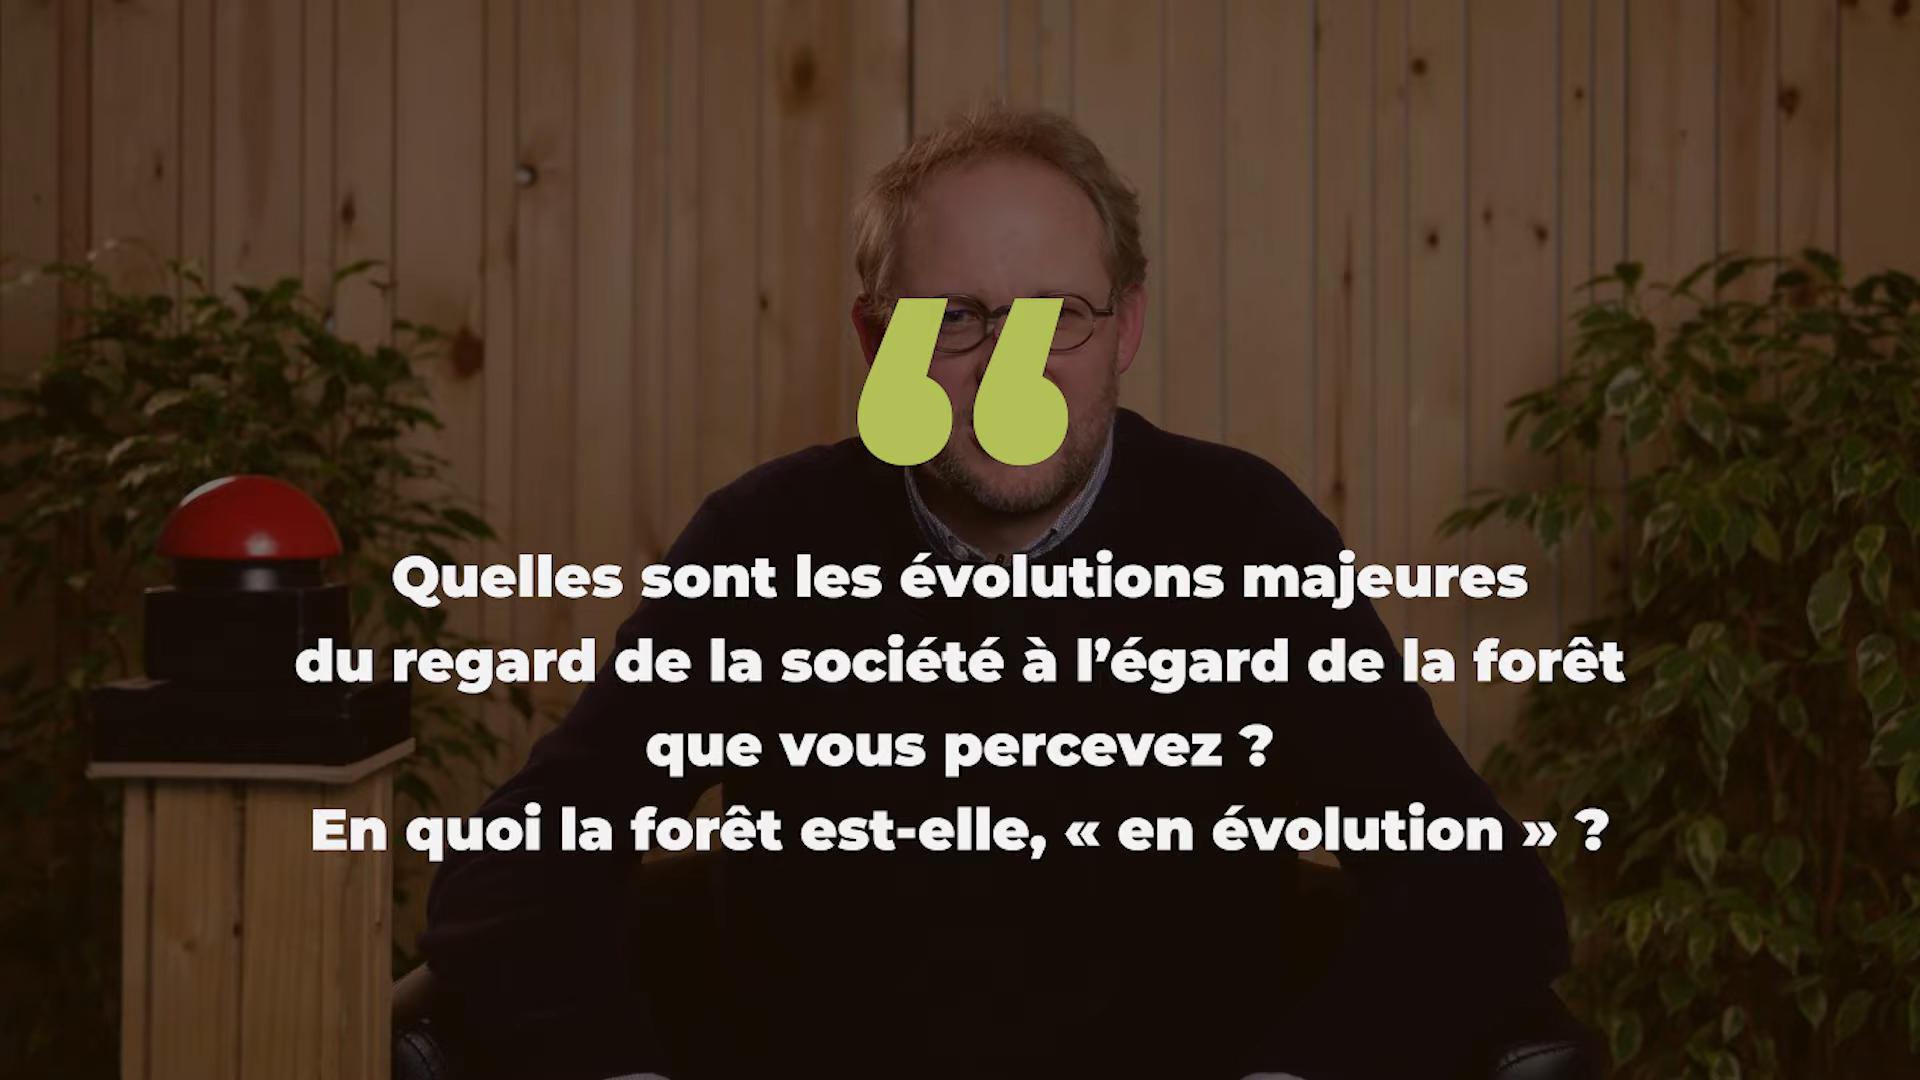 “
Quelles sont les évolutions majeures
du regard de la société à l’égard de la forêt
que vous percevez ?
En quoi la forêt est-elle, « en évolution » ?